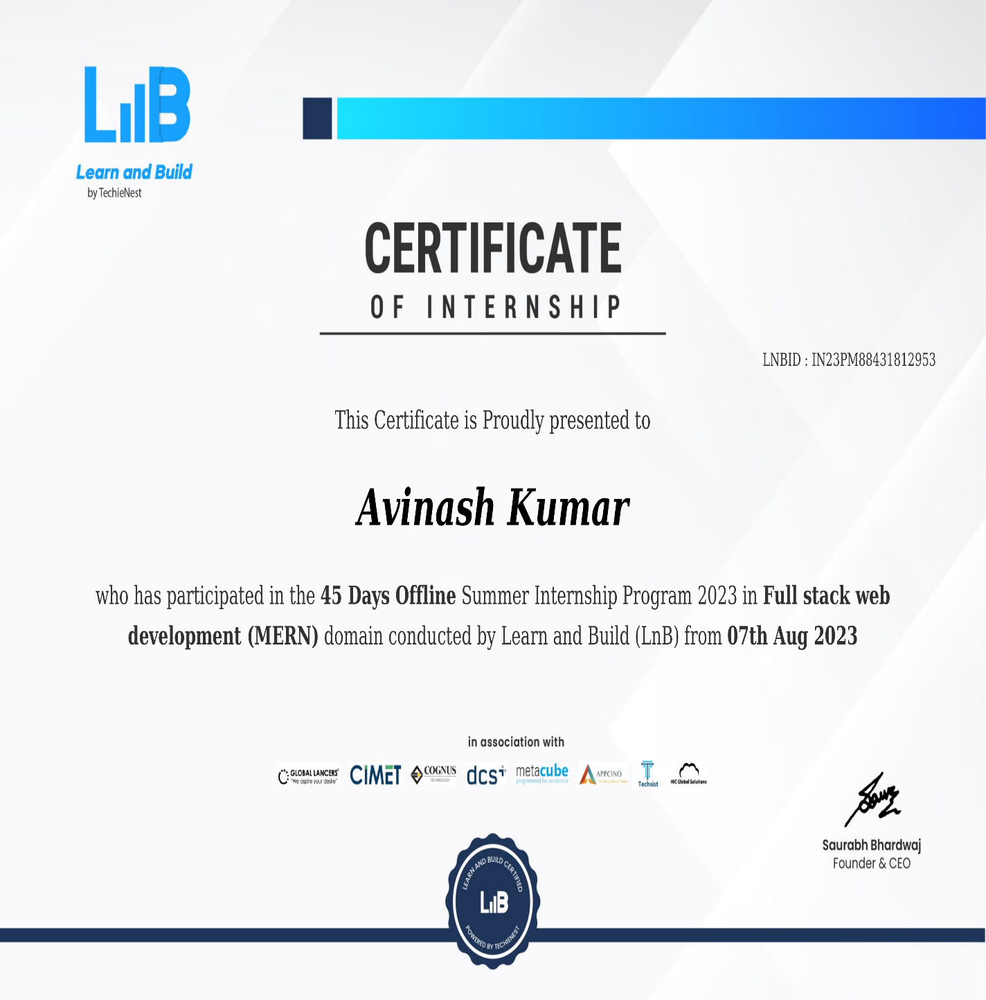 LnB
Learn and Build
by TechieNest
CERTIFICATE
OF INTERNSHIP
LNBID : IN23PM88431812953
This Certificate is Proudly presented to
Avinash Kumar
who has participated in the 45 Days Offline Summer Internship Program 2023 in Full stack web
development (MERN) domain conducted by Learn and Build (LnB) from 07th Aug 2023
in association with
GLOBAL LANCERS
"We aspire your desire"
CIMET
COGNUS
TECHNOLOGY
dcs+
metacube
programmed for excellence
APPCINO
Techsist
HIC Global Solutions
Saurabh Bhardwaj
Founder & CEO
LEARN AND BUILD CERTIFIED
LnB
POWERED BY TECHIENEST